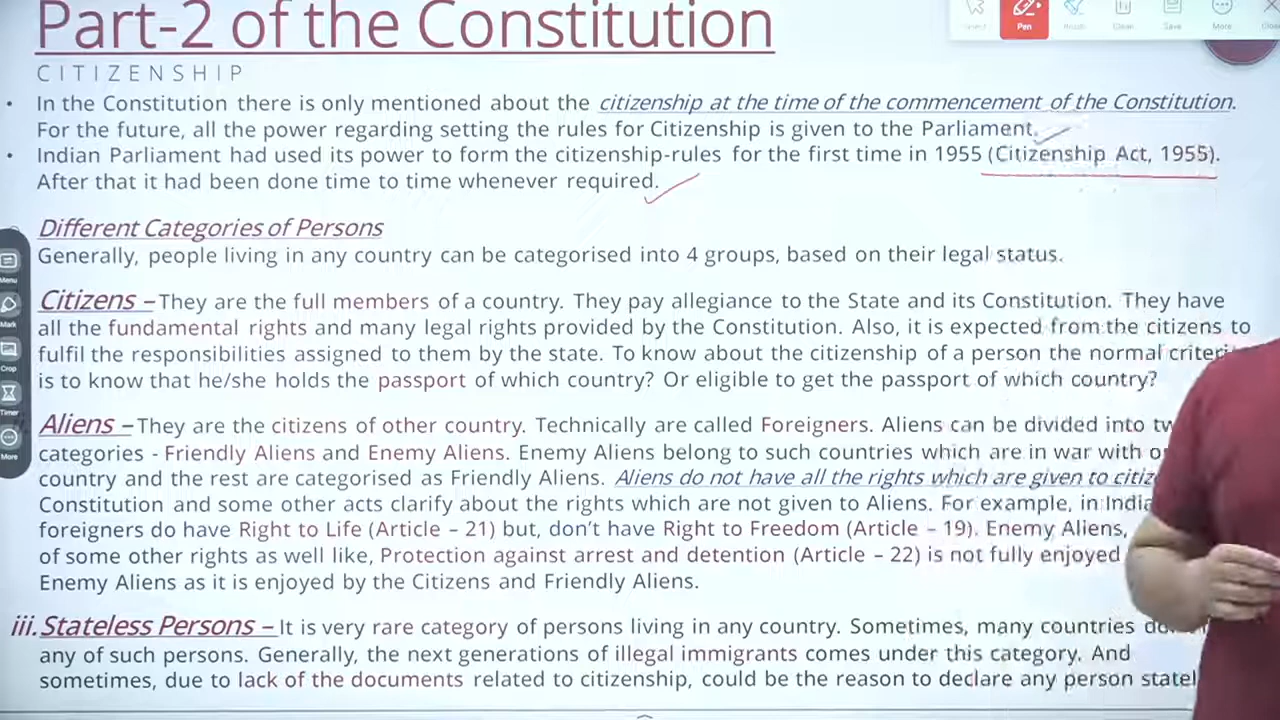 Part-2 of the Constitution
Pen
Clean
Save
More
CITIZENSHIP
• In the Constitution there is only mentioned about the citizenship at the time of the commencement of the Constitution.
For the future, all the power regarding setting the rules for Citizenship is given to the Parliament.
• Indian Parliament had used its power to form the citizenship-rules for the first time in 1955 (Citizenship Act, 1955).
After that it had been done time to time whenever required.
Different Categories of Persons
Generally, people living in any country can be categorised into 4 groups, based on their legal status.
Citizens – They are the full members of a country. They pay allegiance to the State and its Constitution. They have
all the fundamental rights and many legal rights provided by the Constitution. Also, it is expected from the citizens to
fulfil the responsibilities assigned to them by the state. To know about the citizenship of a person the normal
is to know that he/she holds the passport of which country? Or eligible to get the passport of which country?
Aliens – They are the citizens of other country. Technically are called Foreigners. Aliens can be divided into
categories - Friendly Aliens and Enemy Aliens. Enemy Aliens belong to such countries which are in war with
country and the rest are categorised as Friendly Aliens. Aliens do not have all the rights which are given to
Constitution and some other acts clarify about the rights which are not given to Aliens. For example, in India
foreigners do have Right to Life (Article – 21) but, don't have Right to Freedom (Article – 19). Enemy Aliens,
of some other rights as well like, Protection against arrest and detention (Article – 22) is not fully enjoyed
Enemy Aliens as it is enjoyed by the Citizens and Friendly Aliens.
iii. Stateless Persons – It is very rare category of persons living in any country. Sometimes, many countries
any of such persons. Generally, the next generations of illegal immigrants comes under this category. And
sometimes, due to lack of the documents related to citizenship, could be the reason to declare any person
Menu
Mark
Crop
Timer
More